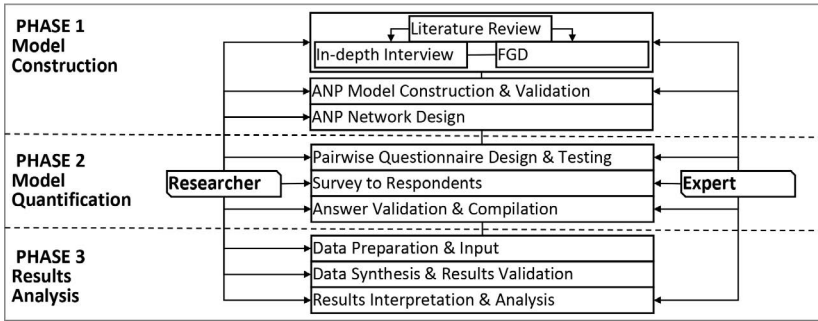 PHASE 1
Model
Construction
Literature Review
In-depth Interview
FGD
ANP Model Construction & Validation
ANP Network Design
PHASE 2
Model
Quantification
Researcher
Pairwise Questionnaire Design & Testing
Survey to Respondents
Answer Validation & Compilation
Expert
PHASE 3
Results
Analysis
Data Preparation & Input
Data Synthesis & Results Validation
Results Interpretation & Analysis